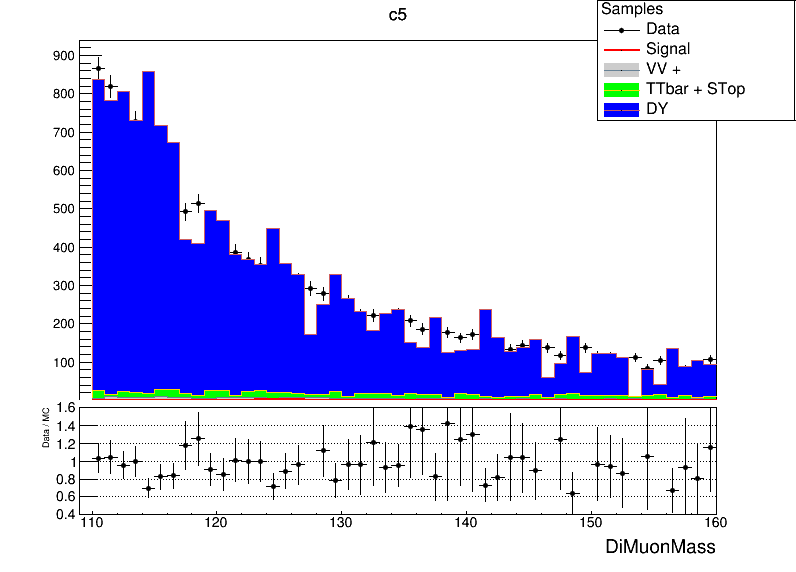 c5
Samples
Data
Signal
VV +
TTbar + STop
DY
900
800
700
600
500
400
300
200
100
1.6
1.4
1.2
1
0.8
0.6
0.4
Data / MC
110 120 130 140 150 160
DiMuonMass